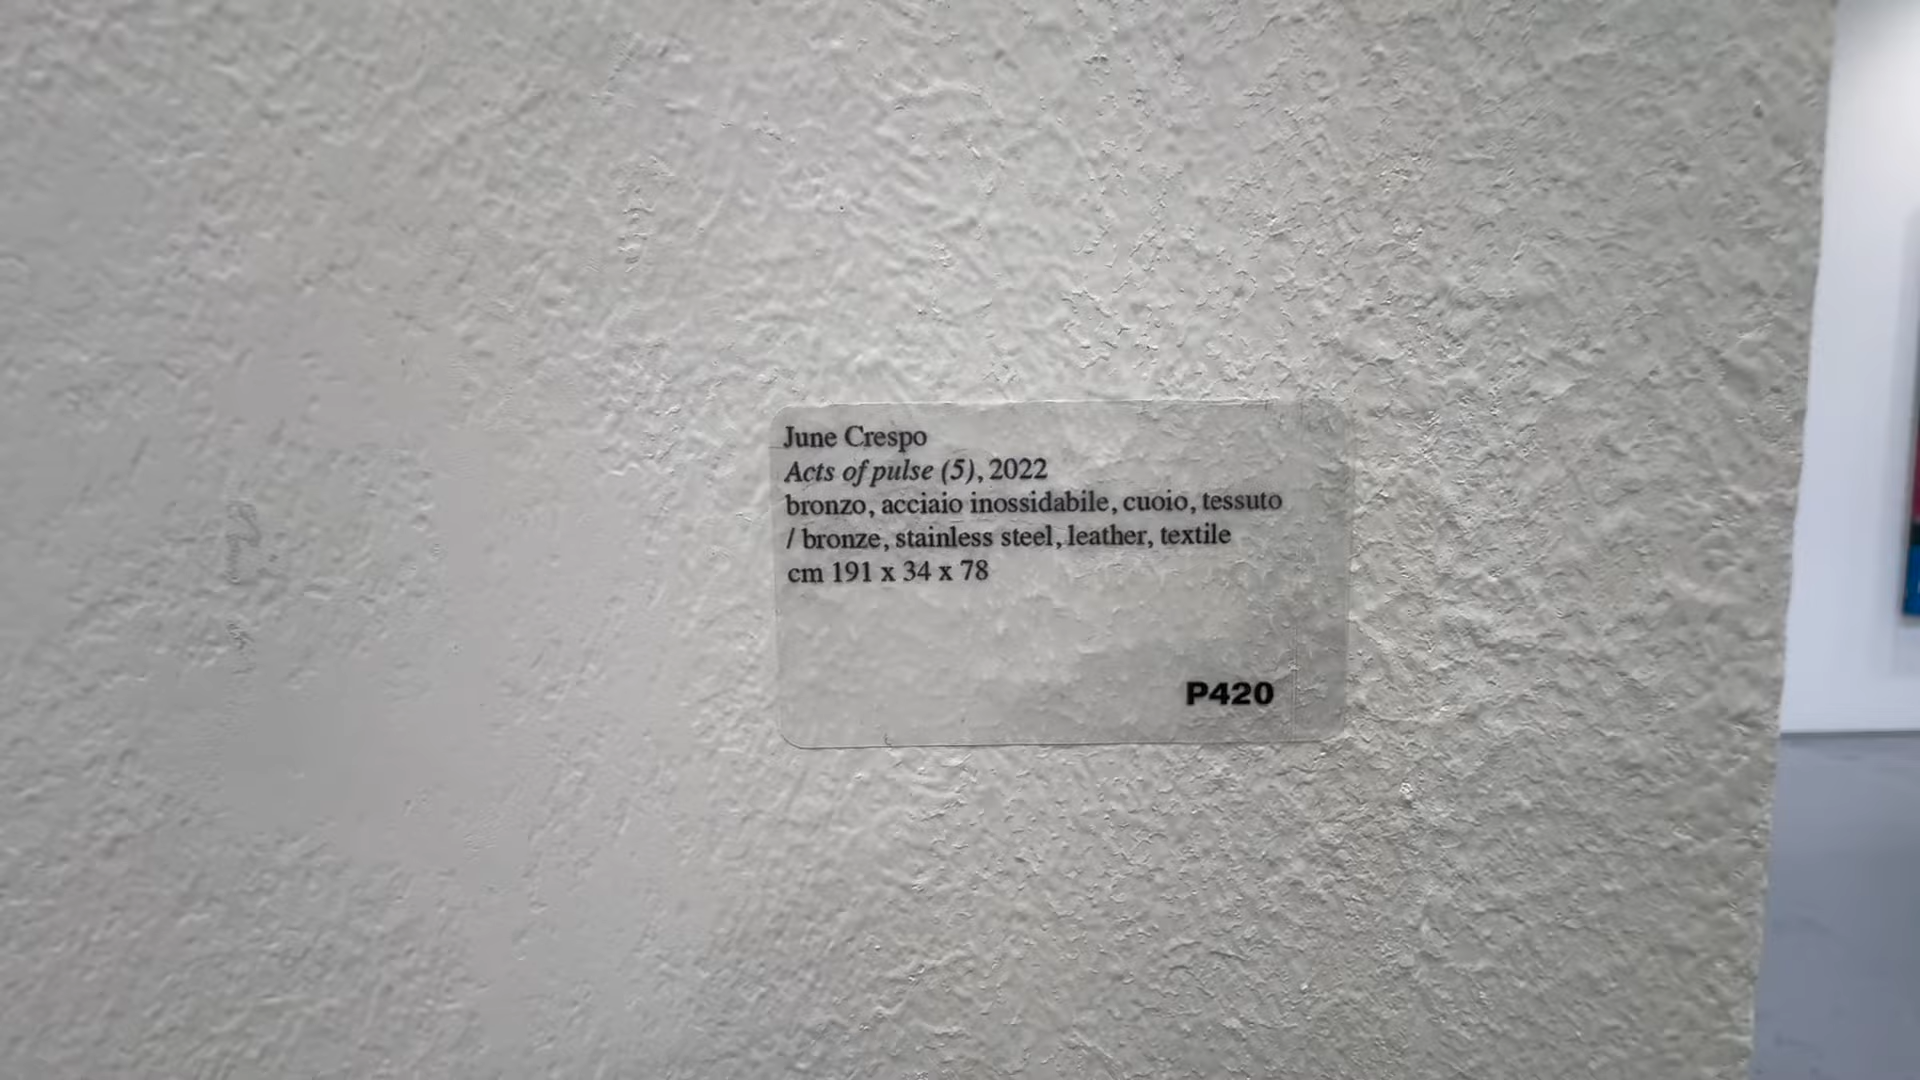 June Crespo
Acts of pulse (5), 2022
bronzo, acciaio inossidabile, cuoio, tessuto
/ bronze, stainless steel, leather, textile
cm 191 x 34 x 78
P420